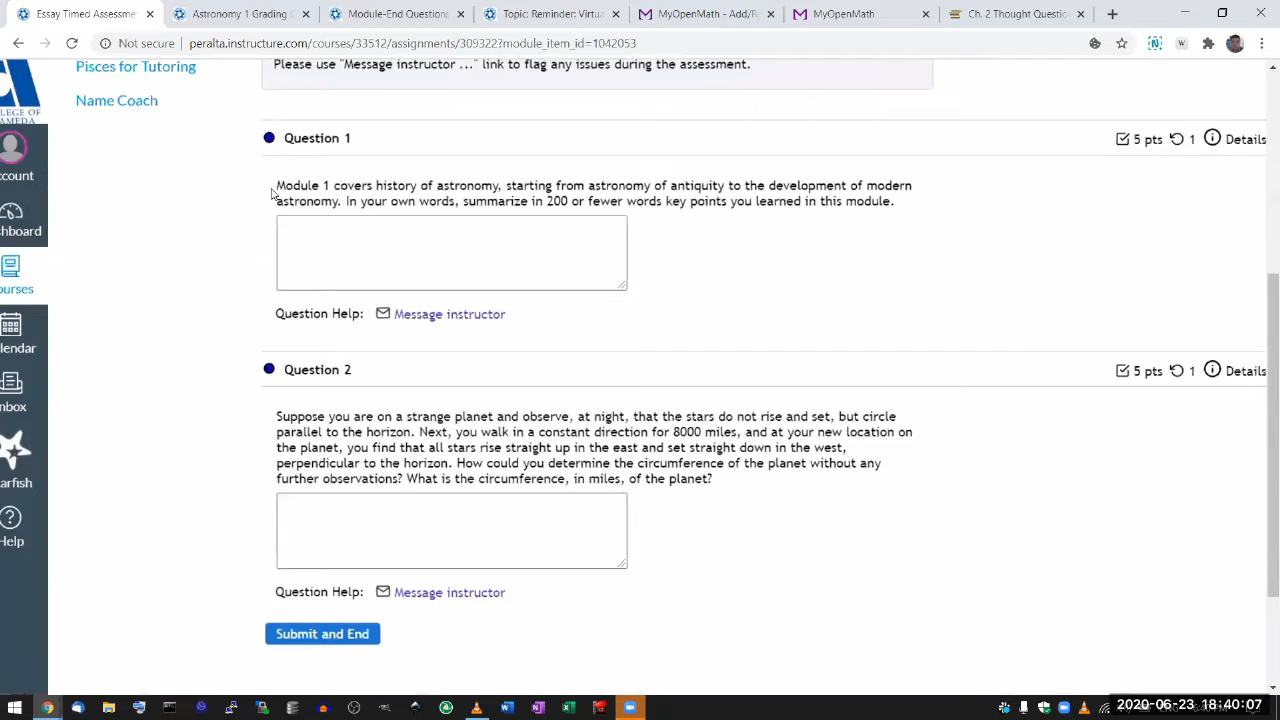 Essay Assessme
Astronomy 1 Grading
Module-End Question
Topic Reminder: Virtua
MyOpenMath: Add/Re
MyOpenMath
Ch. 2 Thought Questio
Not secure
peralta.instructure.com/courses/33512/assignments/309322?module_item_id=1042053
Pisces for Tutoring
Name Coach
LLEGE OF
AMEDA
ccount
shboard
ourses
lendar
nbox
tarfish
Help
Please use "Message instructor ..." link to flag any issues during the assessment.
Question 1
5 pts
1
Details
Module 1 covers history of astronomy, starting from astronomy of antiquity to the development of modern
astronomy. In your own words, summarize in 200 or fewer words key points you learned in this module.
Question Help:
Message instructor
Question 2
5 pts
1
Details
Suppose you are on a strange planet and observe, at night, that the stars do not rise and set, but circle
parallel to the horizon. Next, you walk in a constant direction for 8000 miles, and at your new location on
the planet, you find that all stars rise straight up in the east and set straight down in the west,
perpendicular to the horizon. How could you determine the circumference of the planet without any
further observations? What is the circumference, in miles, of the planet?
Question Help:
Message instructor
Submit and End
2020-06-23 18:40:07